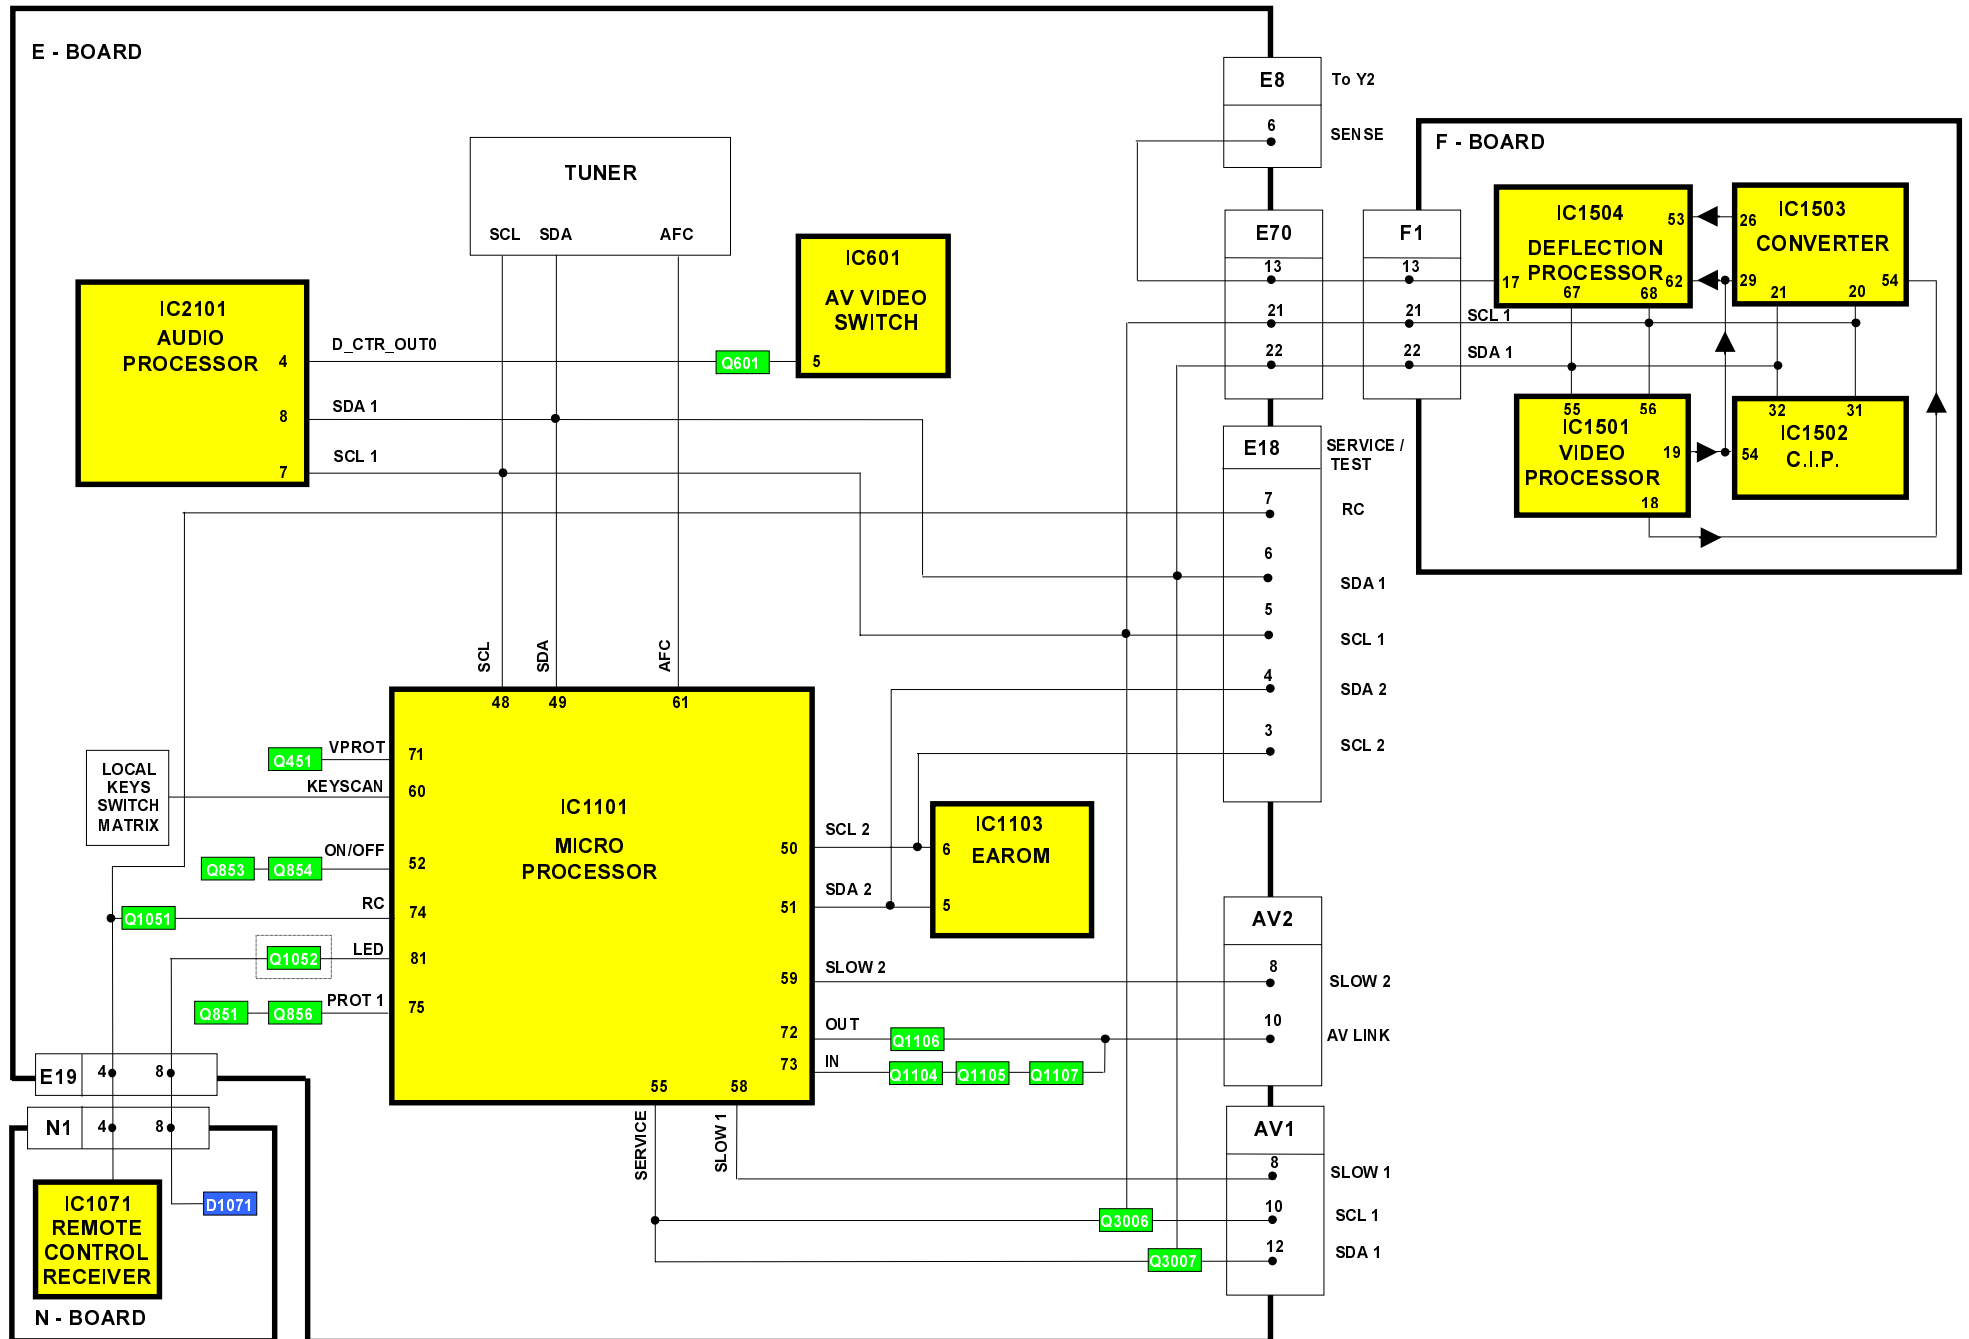 E - BOARD
E8
To Y2
6
SENSE
F - BOARD
TUNER
SCL
SDA
AFC
IC601
AV VIDEO
SWITCH
5
E70
13
21
22
F1
13
21
22
SCL 1
SDA 1
IC1504
DEFLECTION
PROCESSOR
53
62
17
67
68
IC1503
CONVERTER
26
29
21
20
54
IC2101
AUDIO
PROCESSOR
4
8
7
D_CTR_OUT0
Q601
SDA 1
SCL 1
55
56
IC1501
VIDEO
PROCESSOR
19
18
32
31
IC1502
C.I.P.
54
E18
SERVICE /
TEST
7
RC
6
SDA 1
5
SCL 1
4
SDA 2
3
SCL 2
SCL
SDA
AFC
48
49
61
LOCAL
KEYS
SWITCH
MATRIX
Q451
VPROT
71
KEYSCAN
60
Q853
Q854
ON/OFF
52
Q1051
RC
74
Q1052
LED
81
Q851
Q856
PROT 1
75
IC1101
MICRO
PROCESSOR
50
SCL 2
51
SDA 2
59
SLOW 2
72
OUT
73
IN
55
58
IC1103
EAROM
6
5
Q1106
Q1104
Q1105
Q1107
AV2
8
SLOW 2
10
AV LINK
SERVICE
SLOW 1
AV1
8
SLOW 1
10
SCL 1
12
SDA 1
Q3006
Q3007
E19
4
8
N1
4
8
IC1071
REMOTE
CONTROL
RECEIVER
D1071
N - BOARD